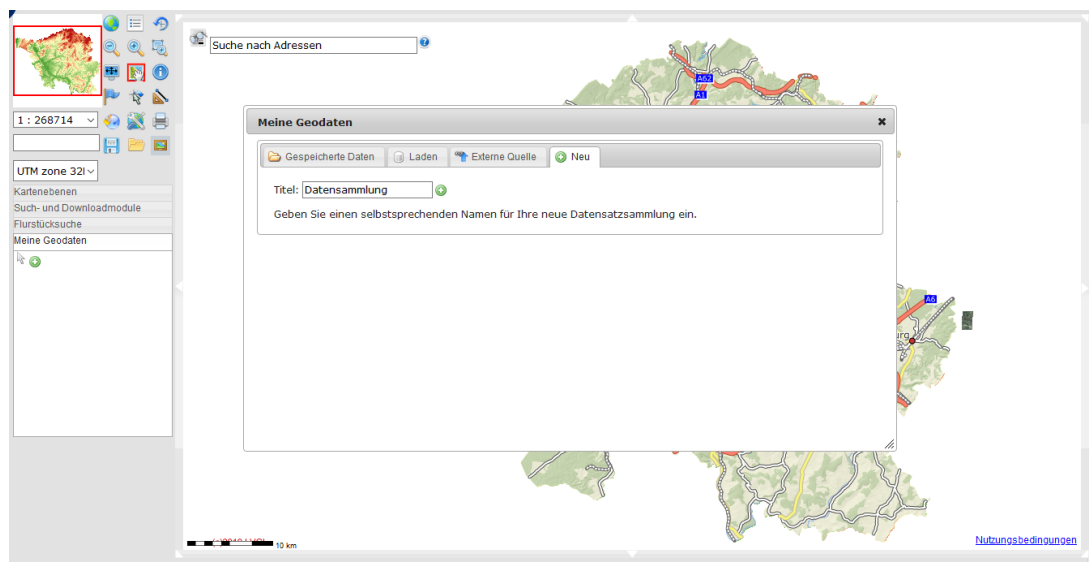 Suche nach Adressen
A62
A1
1 : 268714
UTM zone 32
Kartenebenen
Such- und Downloadmodule
Flurstücksuche
Meine Geodaten
Meine Geodaten
Gespeicherte Daten
Laden
Externe Quelle
Neu
Titel: Datensammlung
Geben Sie einen selbstsprechenden Namen für Ihre neue Datensatzsammlung ein.
A6
urg
10 km
Nutzungsbedingungen